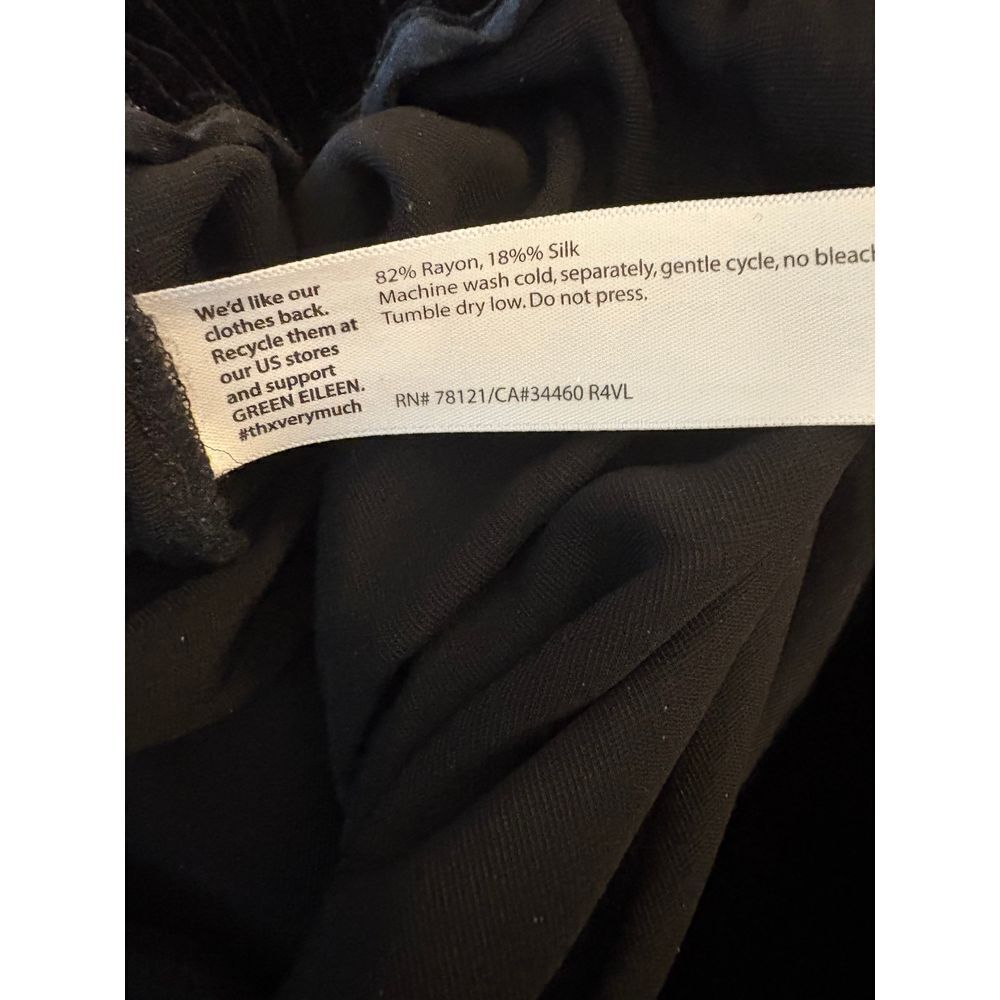 We'd like our
clothes back.
Recycle them at
our US stores
and support
GREEN EILEEN.
#thxverymuch
82% Rayon, 18%% Silk
Machine wash cold, separately, gentle cycle, no bleach
Tumble dry low. Do not press.
RN# 78121/CA#34460 R4VL